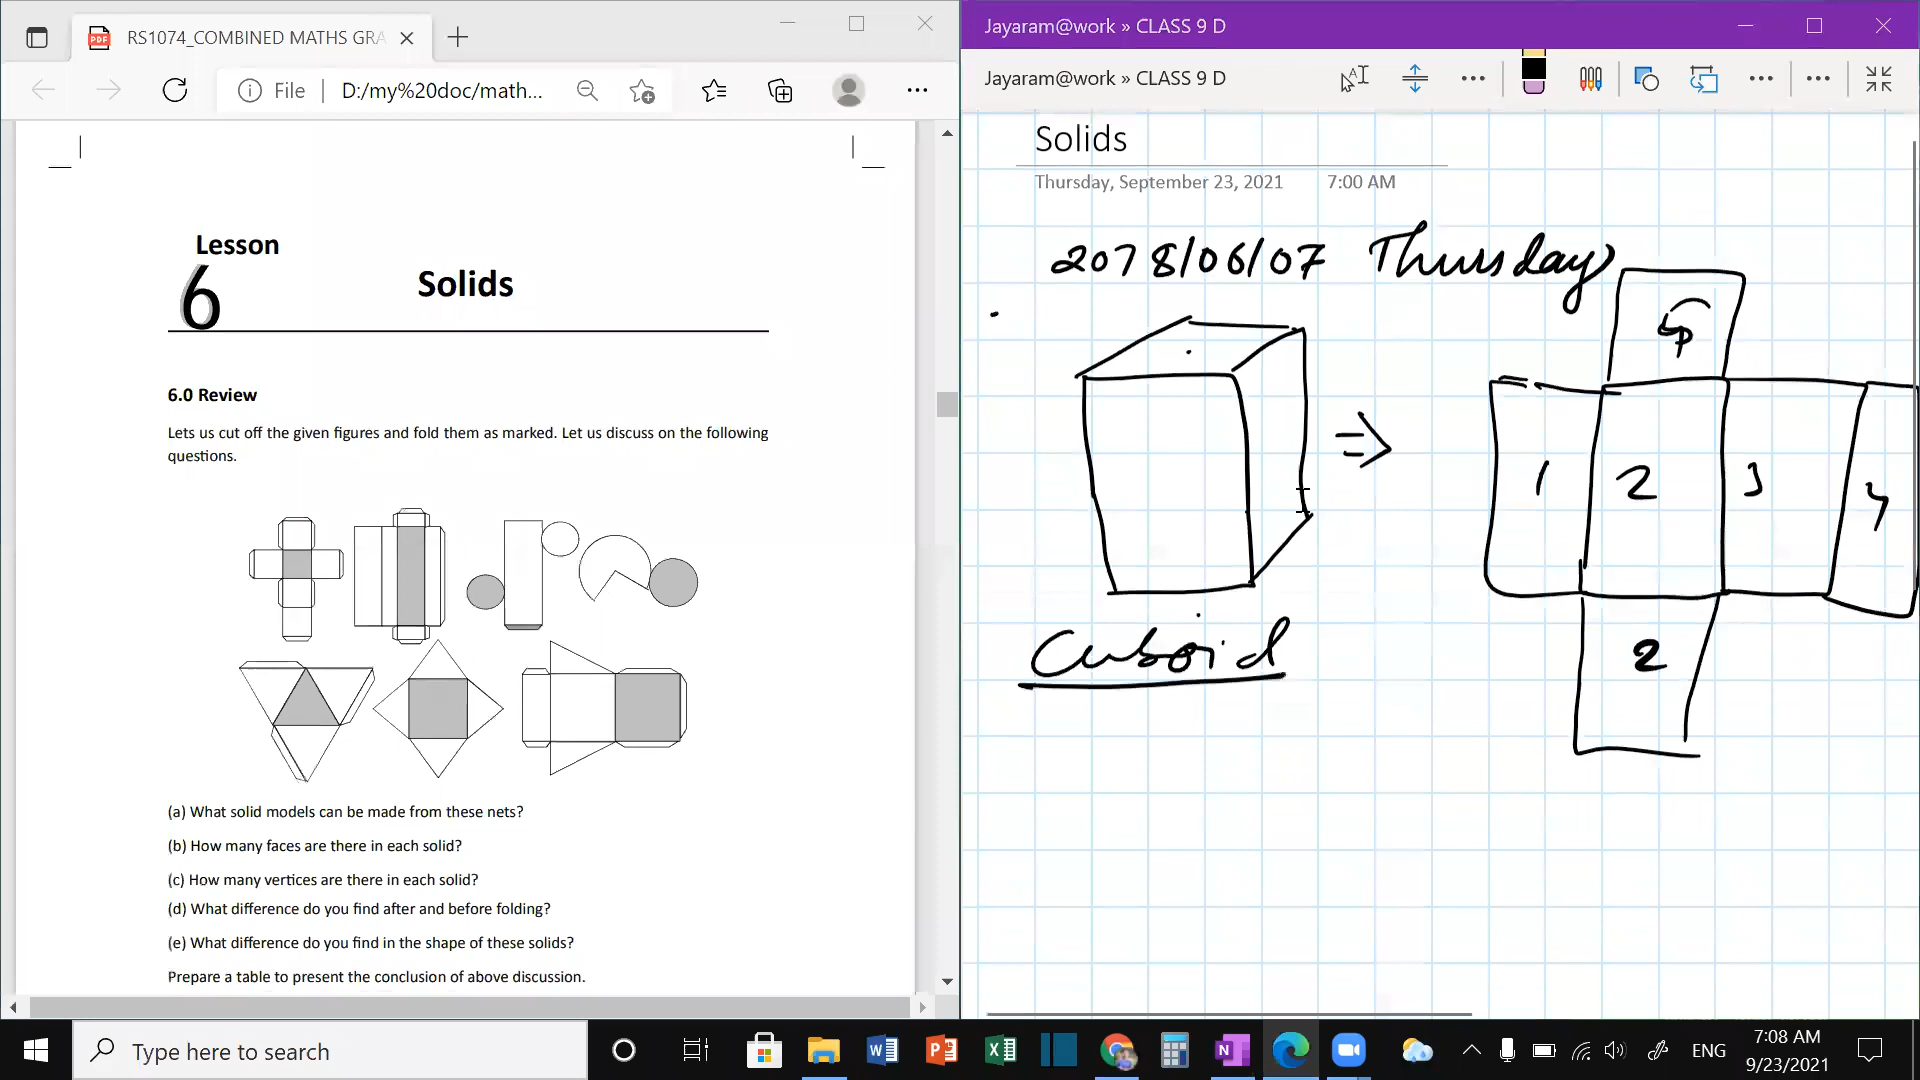 RS1074_COMBINED MATHS GRA
File
D:/my%20doc/math...
Lesson
6
Solids
6.0 Review
Lets us cut off the given figures and fold them as marked. Let us discuss on the following
questions.
(a) What solid models can be made from these nets?
(b) How many faces are there in each solid?
(c) How many vertices are there in each solid?
(d) What difference do you find after and before folding?
(e) What difference do you find in the shape of these solids?
Prepare a table to present the conclusion of above discussion.
Jayaram@work » CLASS 9 D
Jayaram@work » CLASS 9 D
Solids
Thursday, September 23, 2021 7:00 AM
2078/06/07 Thursday
1 2 3 4
2
Cuboid
Type here to search
ENG
7:08 AM
9/23/2021